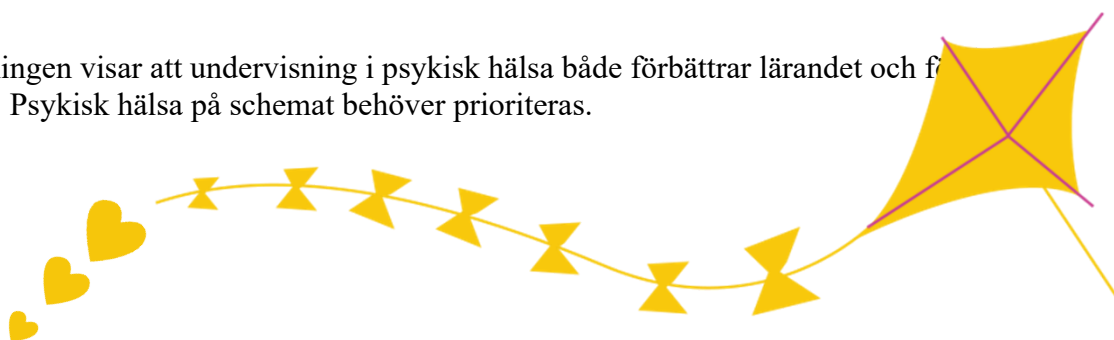 ingen visar att undervisning i psykisk hälsa både förbättrar lärandet och
Psykisk hälsa på schemat behöver prioriteras.